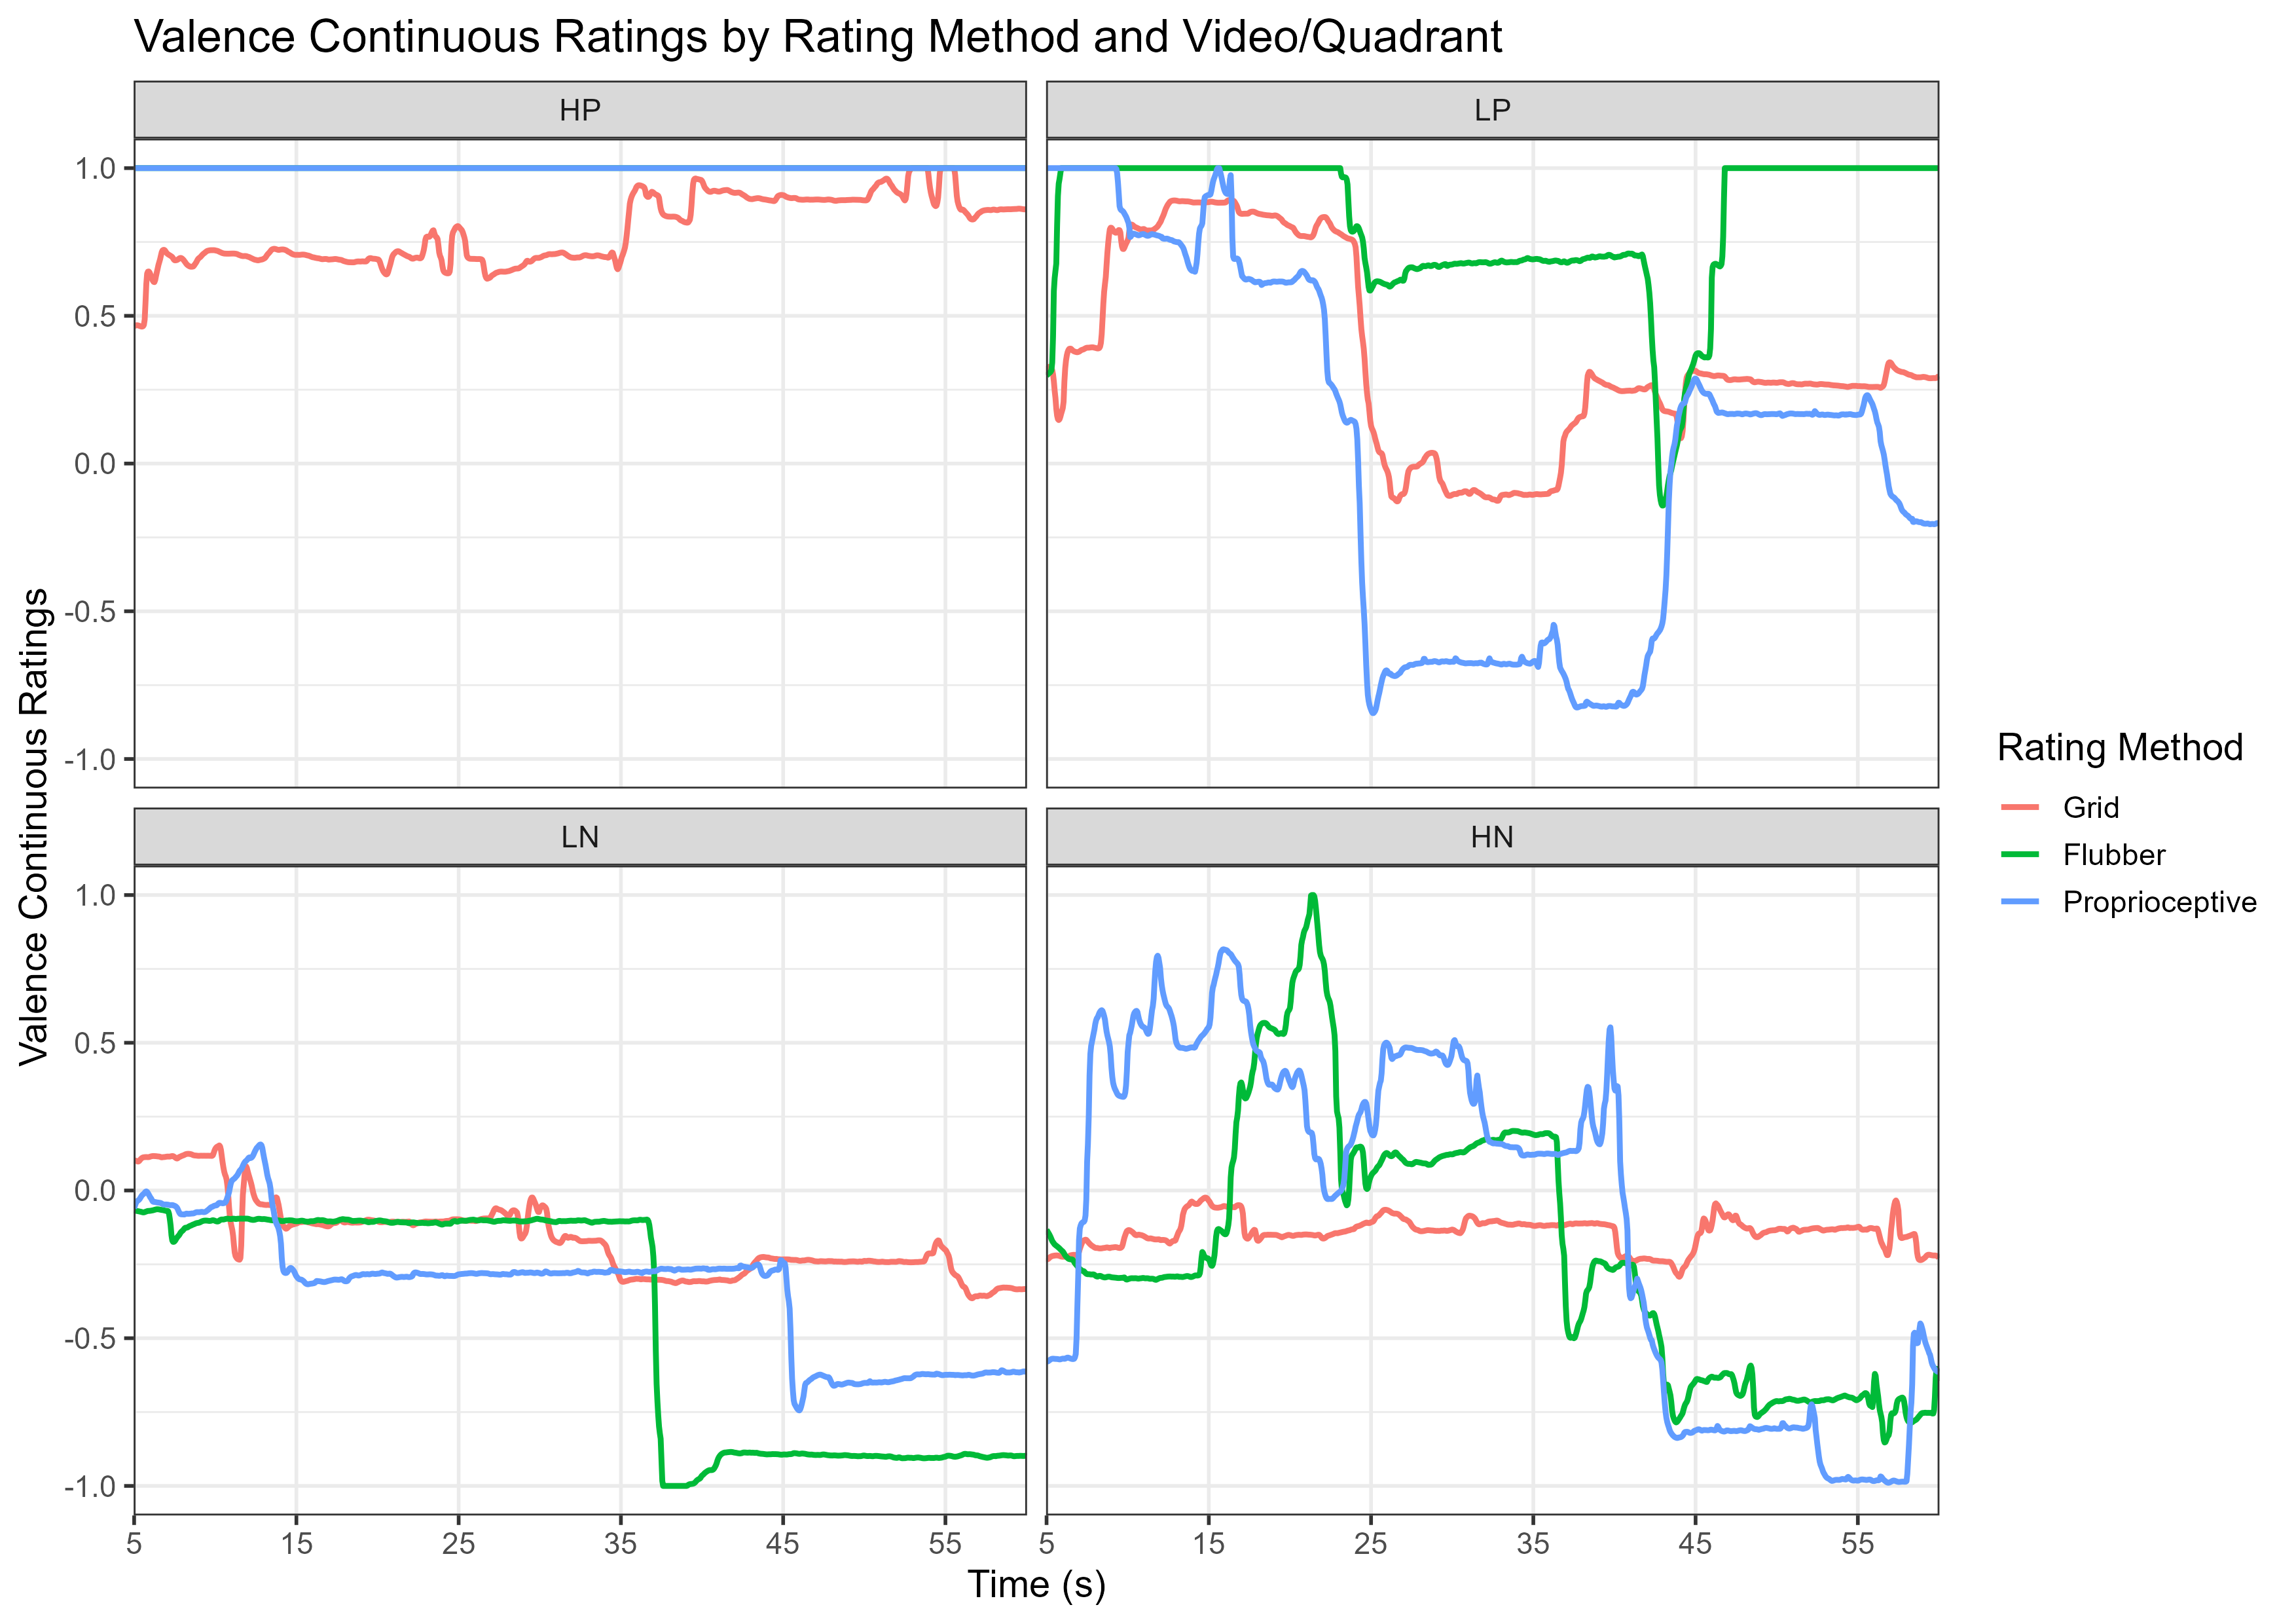 Valence Continuous Ratings by Rating Method and Video/Quadrant
HP
LP
1.0
0.5
0.0
-0.5
-1.0
LN
HN
1.0
0.5
0.0
-0.5
-1.0
5 15 25 35 45 55
5 15 25 35 45 55
Time (s)
Valence Continuous Ratings
Rating Method
Grid
Flubber
Proprioceptive